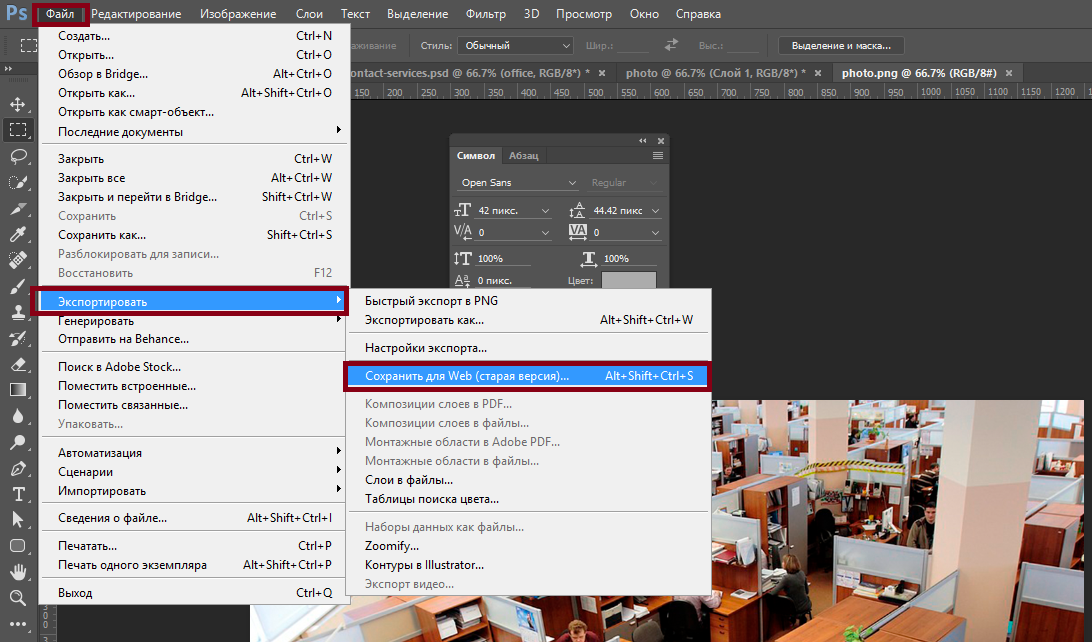 Ps Файл Редактирование Изображение Слои Текст Выделение Фильтр 3D Просмотр Окно Справка
Стиль: Обычный Шир.: Выс.: Выделение и маска...
ontact-services.psd @ 66.7% (office, RGB/8*) * × photo @ 66.7% (Слой 1, RGB/8*) * × photo.png @ 66.7% (RGB/8#) ×
150 200 250 300 350 400 450 500 550 600 650 700 750 800 850 900 950 1000 1050 1100 1150 1200
Создать... Ctrl+N
Открыть... Ctrl+O
Обзор в Bridge... Alt+Ctrl+O
Открыть как... Alt+Shift+Ctrl+O
Открыть как смарт-объект...
Последние документы
Закрыть Ctrl+W
Закрыть все Alt+Ctrl+W
Закрыть и перейти в Bridge... Shift+Ctrl+W
Сохранить Ctrl+S
Сохранить как... Shift+Ctrl+S
Разблокировать для записи...
Восстановить F12
Экспортировать
Генерировать
Отправить на Behance...
Поиск в Adobe Stock...
Поместить встроенные...
Поместить связанные...
Упаковать...
Автоматизация
Сценарии
Импортировать
Сведения о файле... Alt+Shift+Ctrl+I
Печатать... Ctrl+P
Печать одного экземпляра Alt+Shift+Ctrl+P
Выход Ctrl+Q
Символ Абзац
Open Sans Regular
42 пикс. 44.42 пикс
0 0
100% 100%
0 пикс. Цвет:
Быстрый экспорт в PNG
Экспортировать как... Alt+Shift+Ctrl+W
Настройки экспорта...
Сохранить для Web (старая версия)... Alt+Shift+Ctrl+S
Композиции слоев в PDF...
Композиции слоев в файлы...
Монтажные области в Adobe PDF...
Монтажные области в файлы...
Слои в файлы...
Таблицы поиска цвета...
Наборы данных как файлы...
Zoomify...
Контуры в Illustrator...
Экспорт видео...